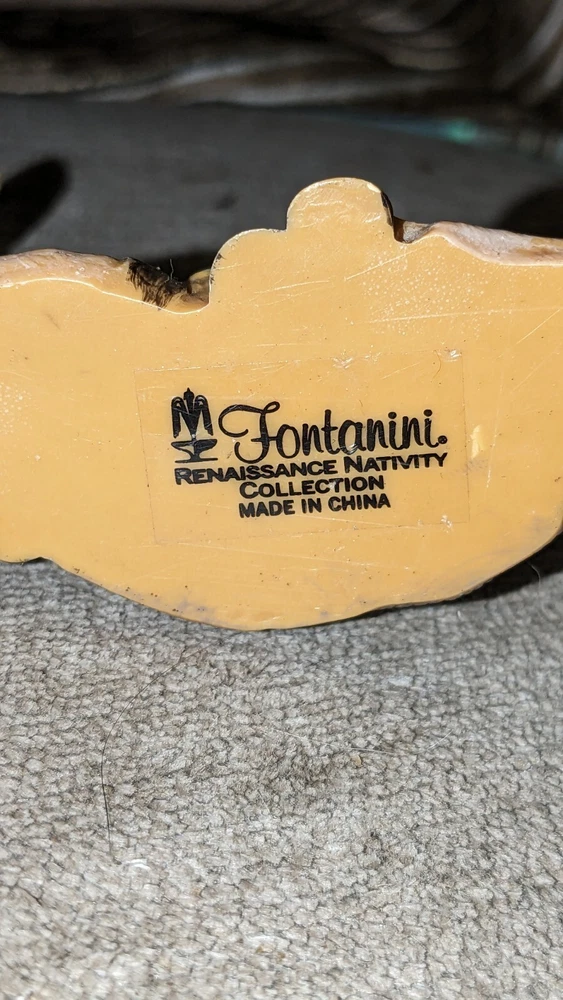 Fontanini.
RENAISSANCE NATIVITY
COLLECTION
MADE IN CHINA